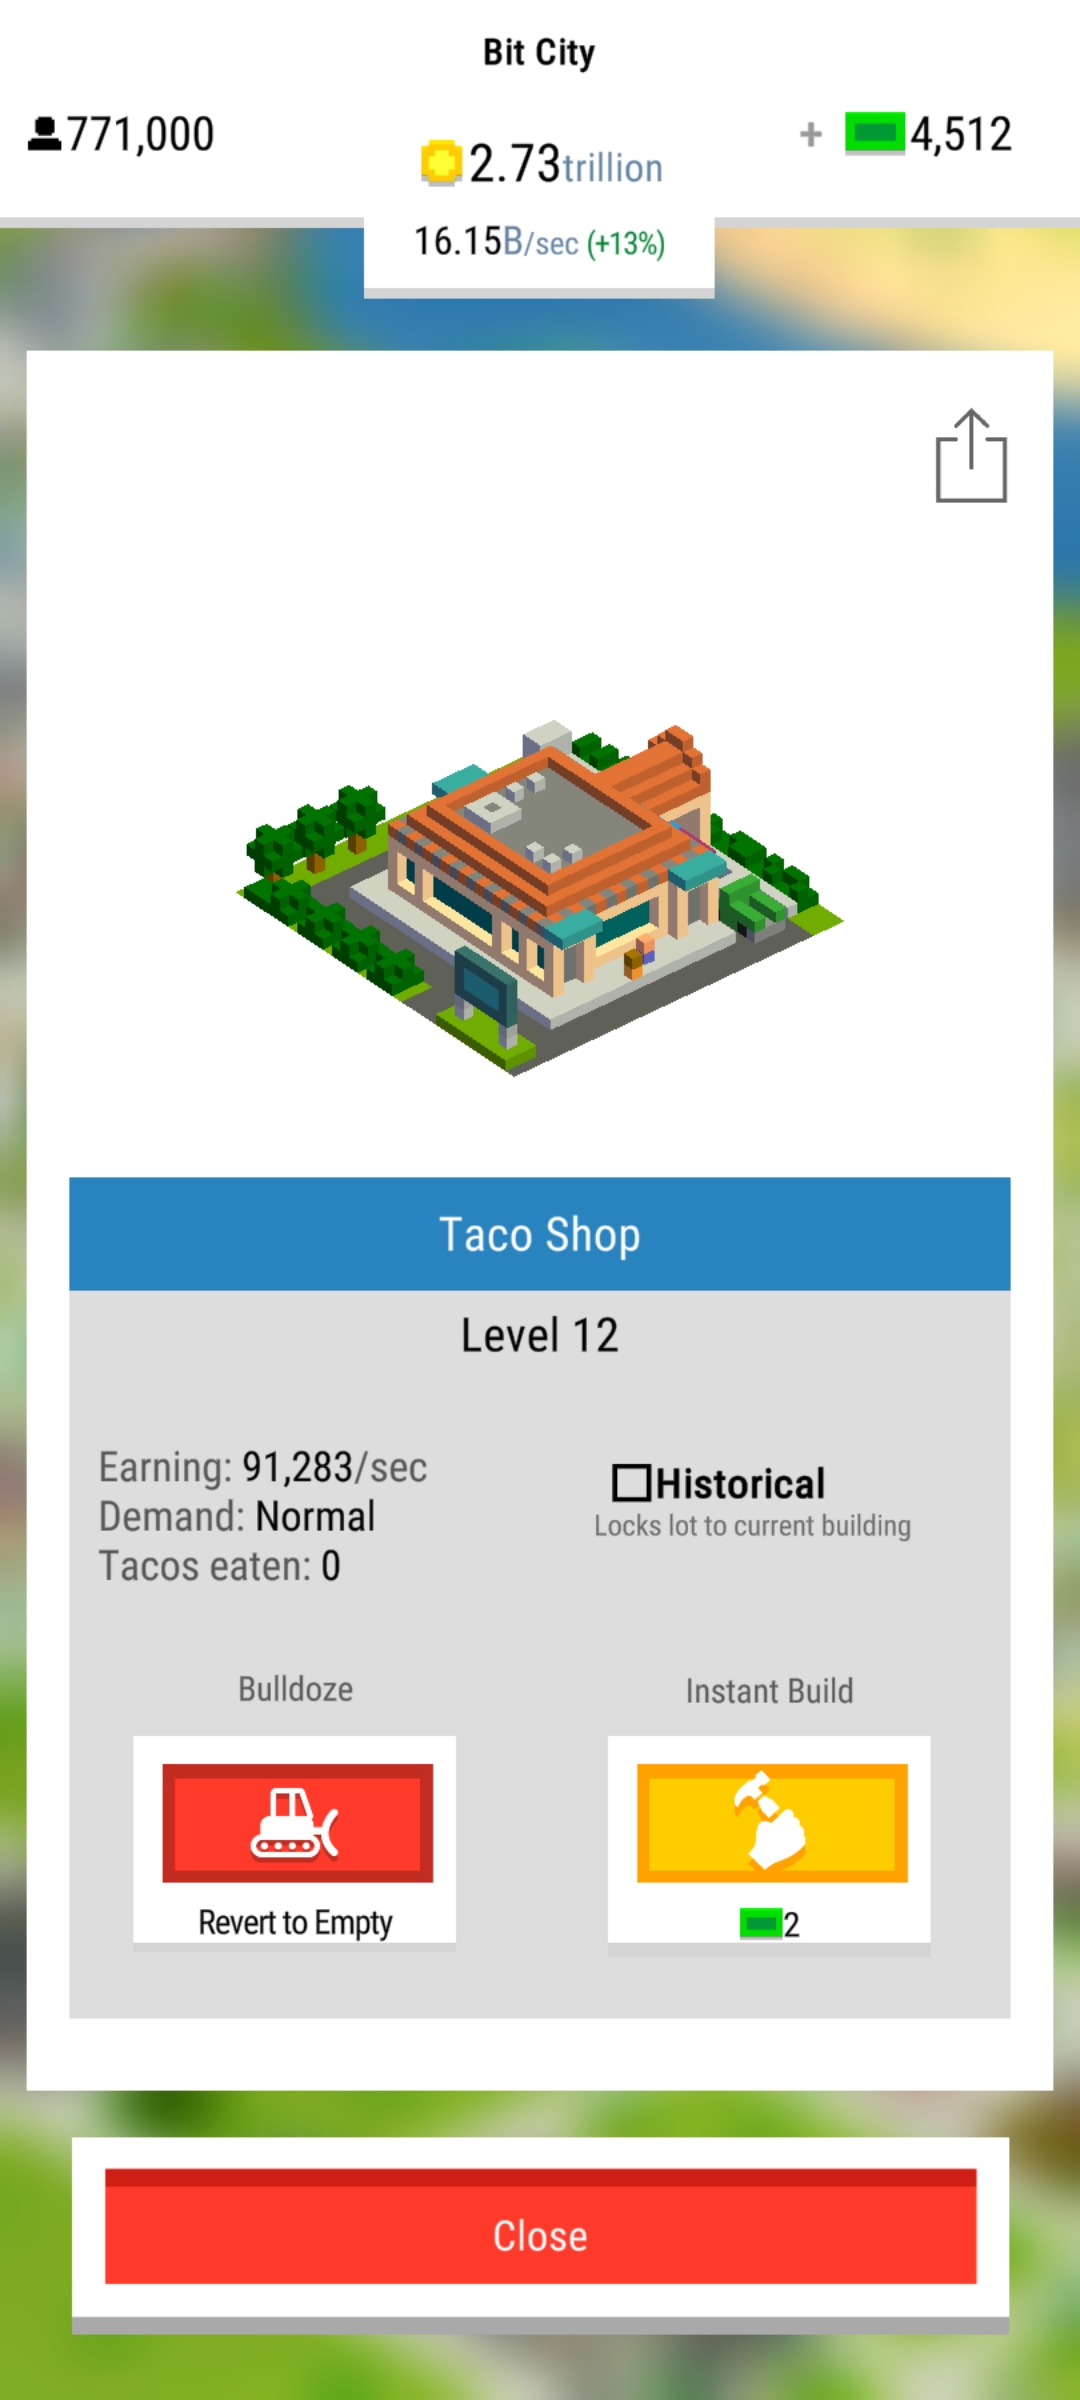 Bit City
771,000
2.73trillion
+ 4,512
16.15B/sec (+13%)
Taco Shop
Level 12
Earning: 91,283/sec
Demand: Normal
Tacos eaten: 0
Historical
Locks lot to current building
Bulldoze
Instant Build
Revert to Empty
2
Close